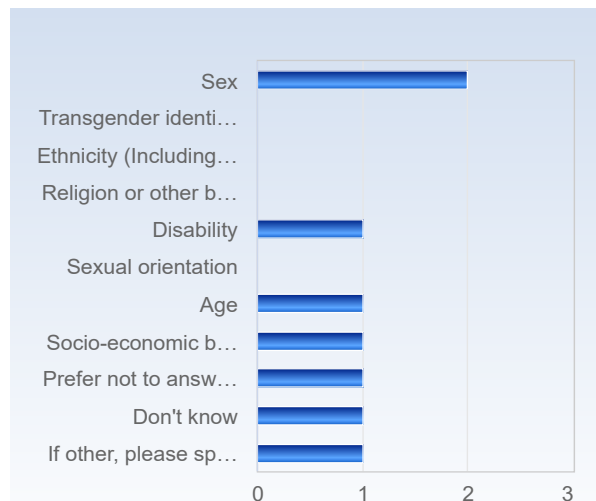 Sex
Transgender identi…
Ethnicity (Including…
Religion or other b…
Disability
Sexual orientation
Age
Socio-economic b…
Prefer not to answ…
Don't know
If other, please sp…
0 1 2 3